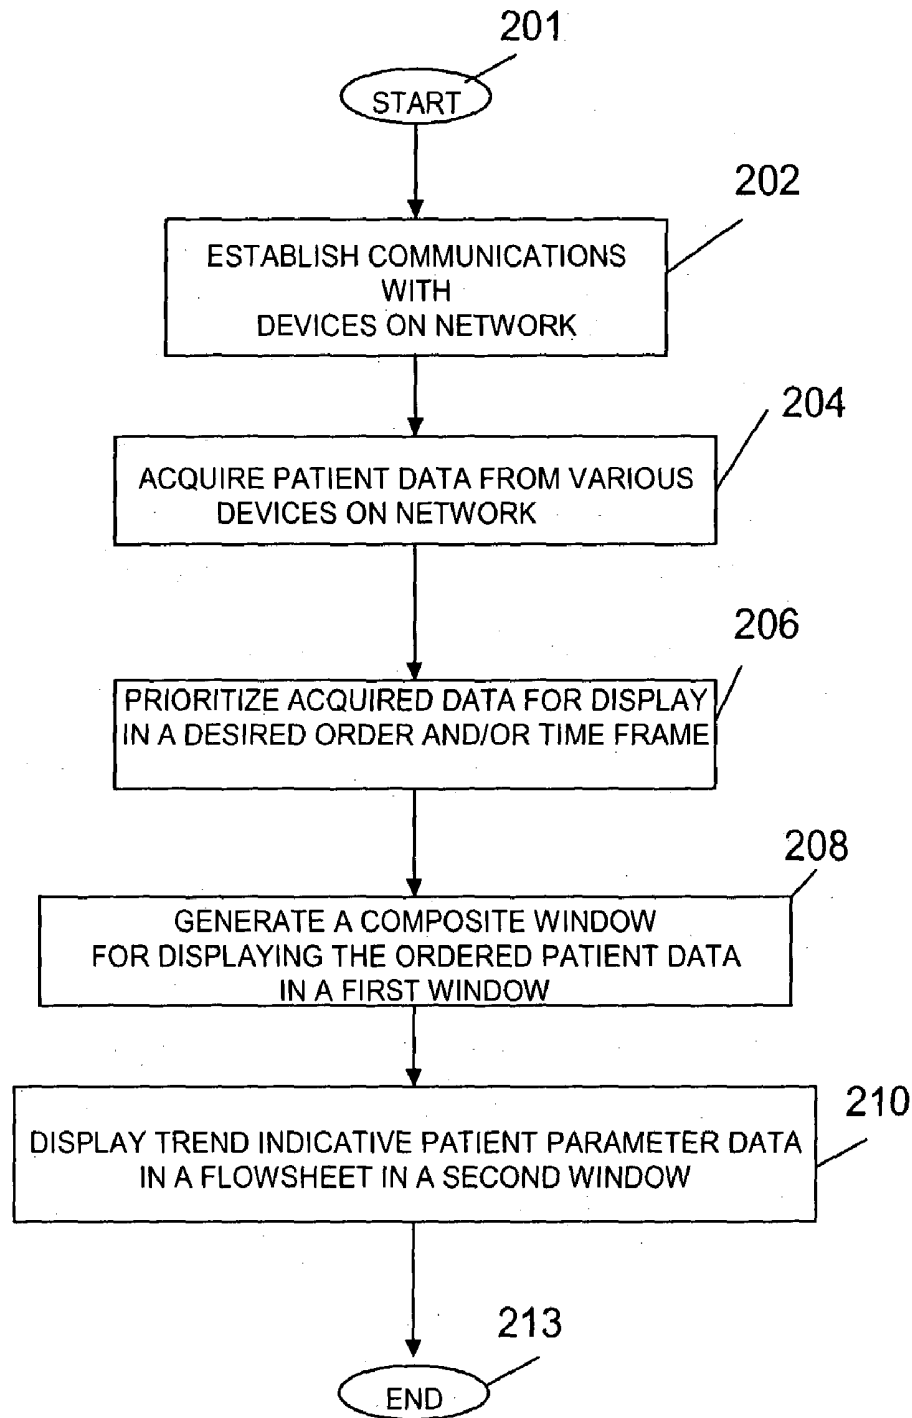 201
START
202
ESTABLISH COMMUNICATIONS
WITH
DEVICES ON NETWORK
204
ACQUIRE PATIENT DATA FROM VARIOUS
DEVICES ON NETWORK
206
PRIORITIZE ACQUIRED DATA FOR DISPLAY
IN A DESIRED ORDER AND/OR TIME FRAME
208
GENERATE A COMPOSITE WINDOW
FOR DISPLAYING THE ORDERED PATIENT DATA
IN A FIRST WINDOW
210
DISPLAY TREND INDICATIVE PATIENT PARAMETER DATA
IN A FLOWSHEET IN A SECOND WINDOW
213
END